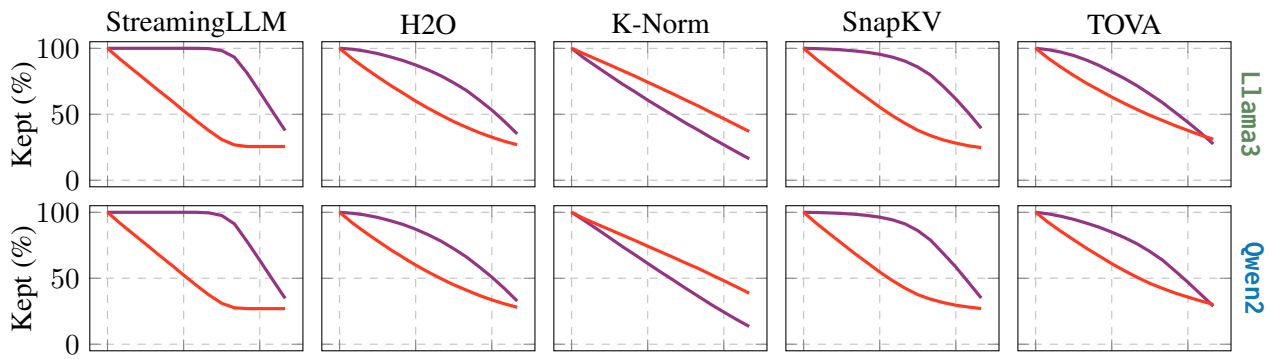 StreamingLLM H2O K-Norm SnapKV TOVA
100
50
0
Kept (%)
Llama3
100
50
0
Kept (%)
Qwen2